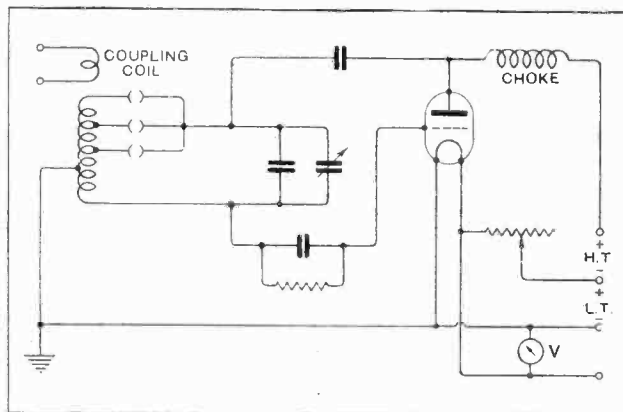 COUPLING
COIL
CHOKE
+
H.T
-
+
L.T.
-
V